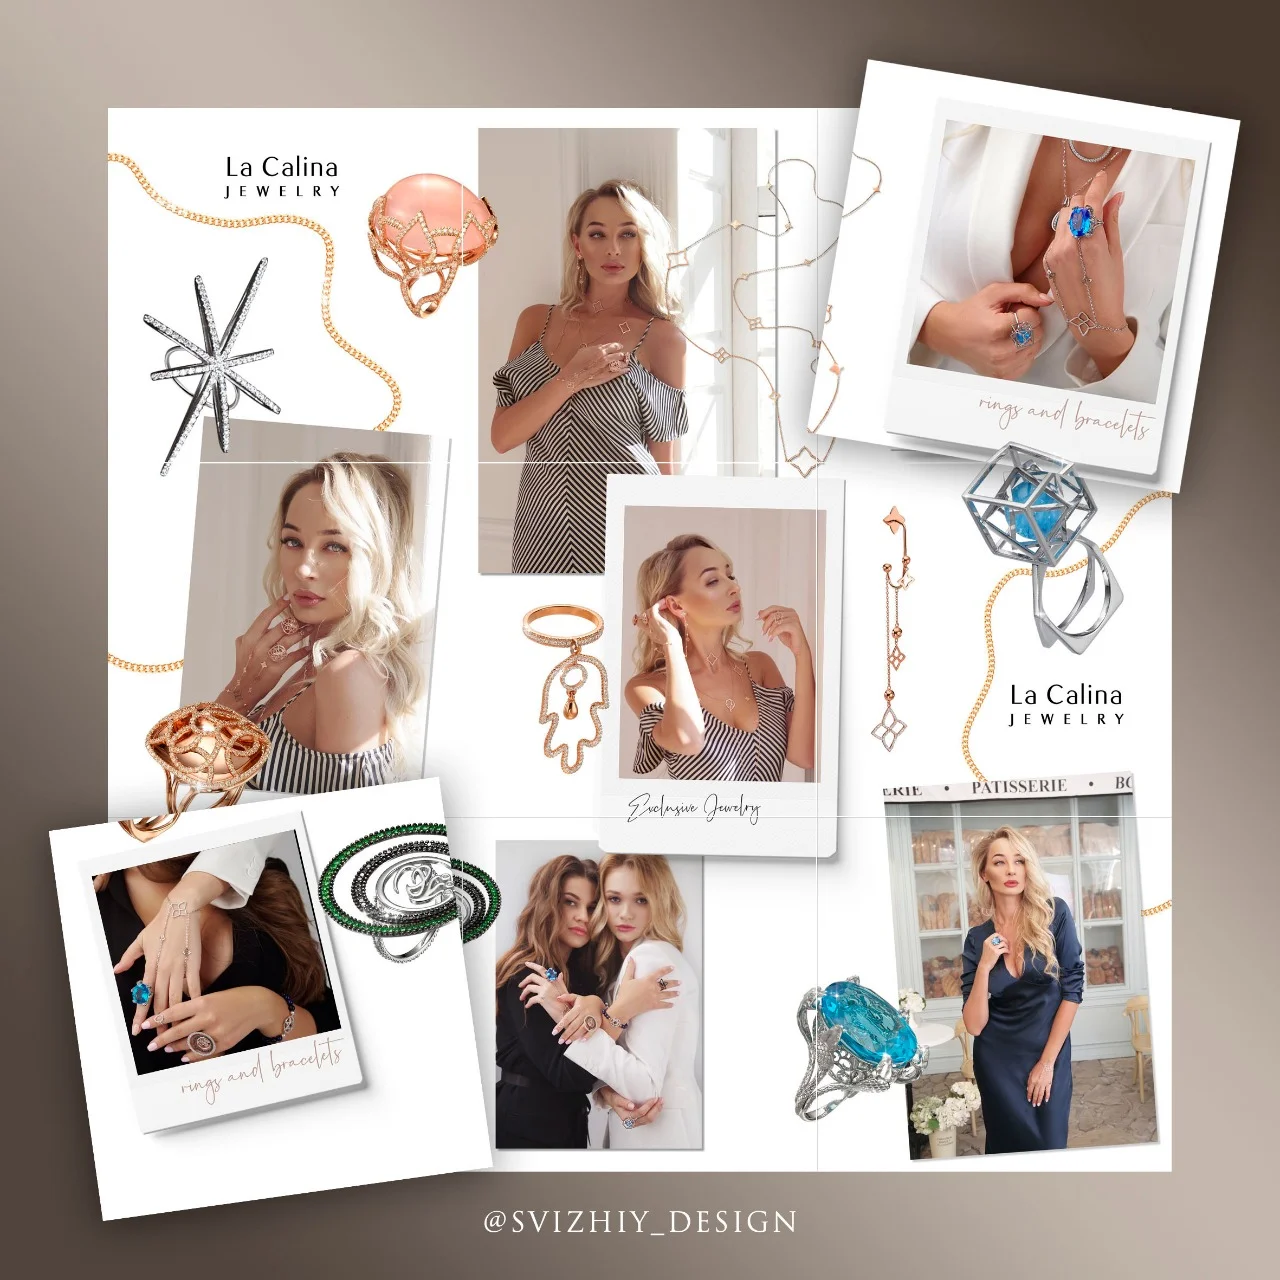 La Calina
JEWELRY
rings and bracelets
La Calina
JEWELRY
Exclusive Jewelry
PATISSERIE
rings and bracelets
@SVIZHIY_DESIGN